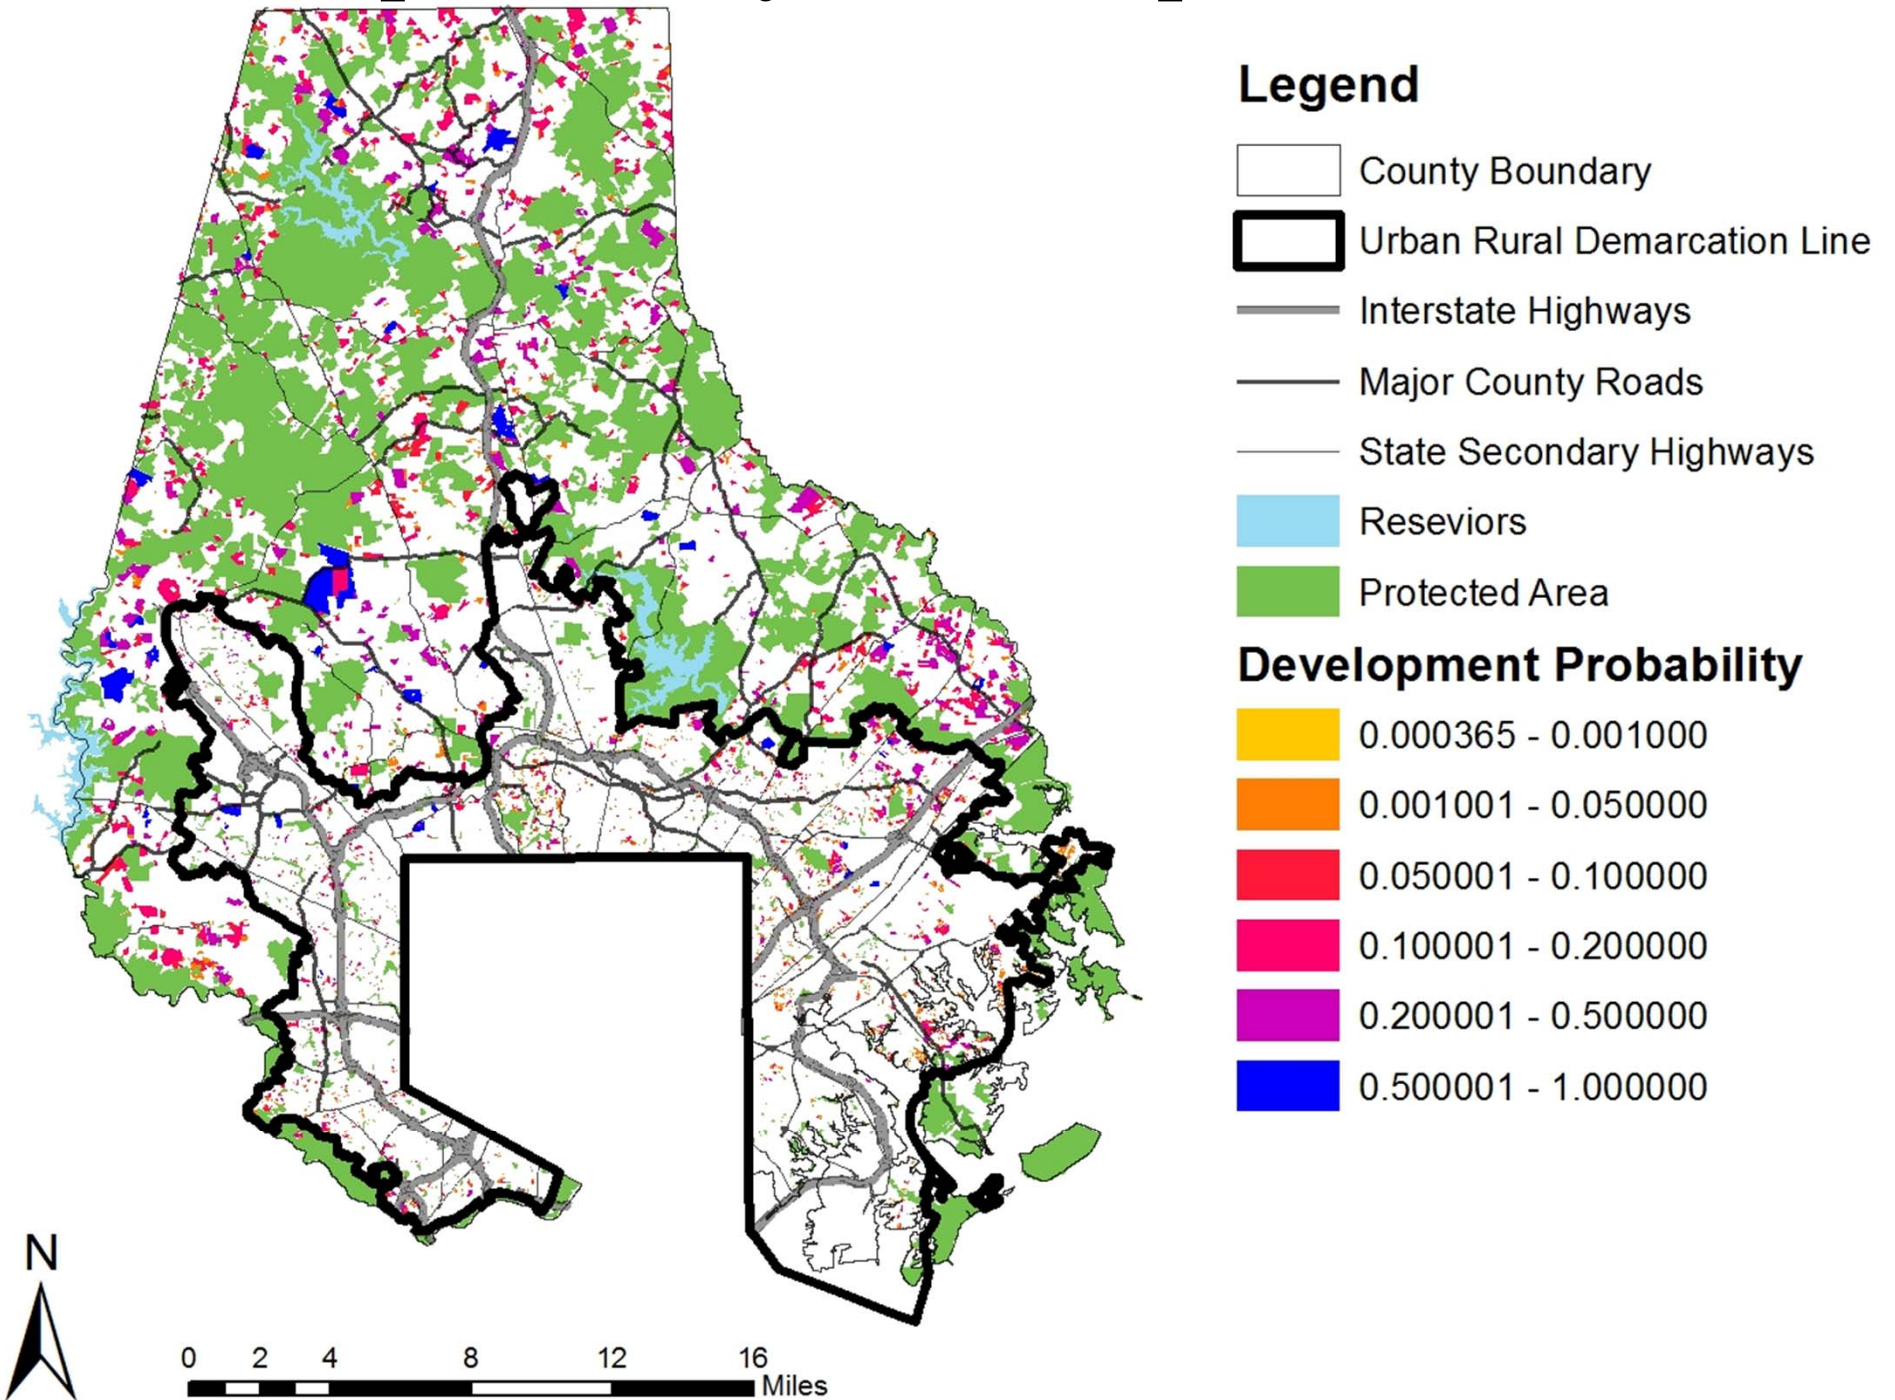 Legend
County Boundary
Urban Rural Demarcation Line
Interstate Highways
Major County Roads
State Secondary Highways
Reseviors
Protected Area
Development Probability
0.000365 - 0.001000
0.001001 - 0.050000
0.050001 - 0.100000
0.100001 - 0.200000
0.200001 - 0.500000
0.500001 - 1.000000
N
0 2 4 8 12 16
Miles